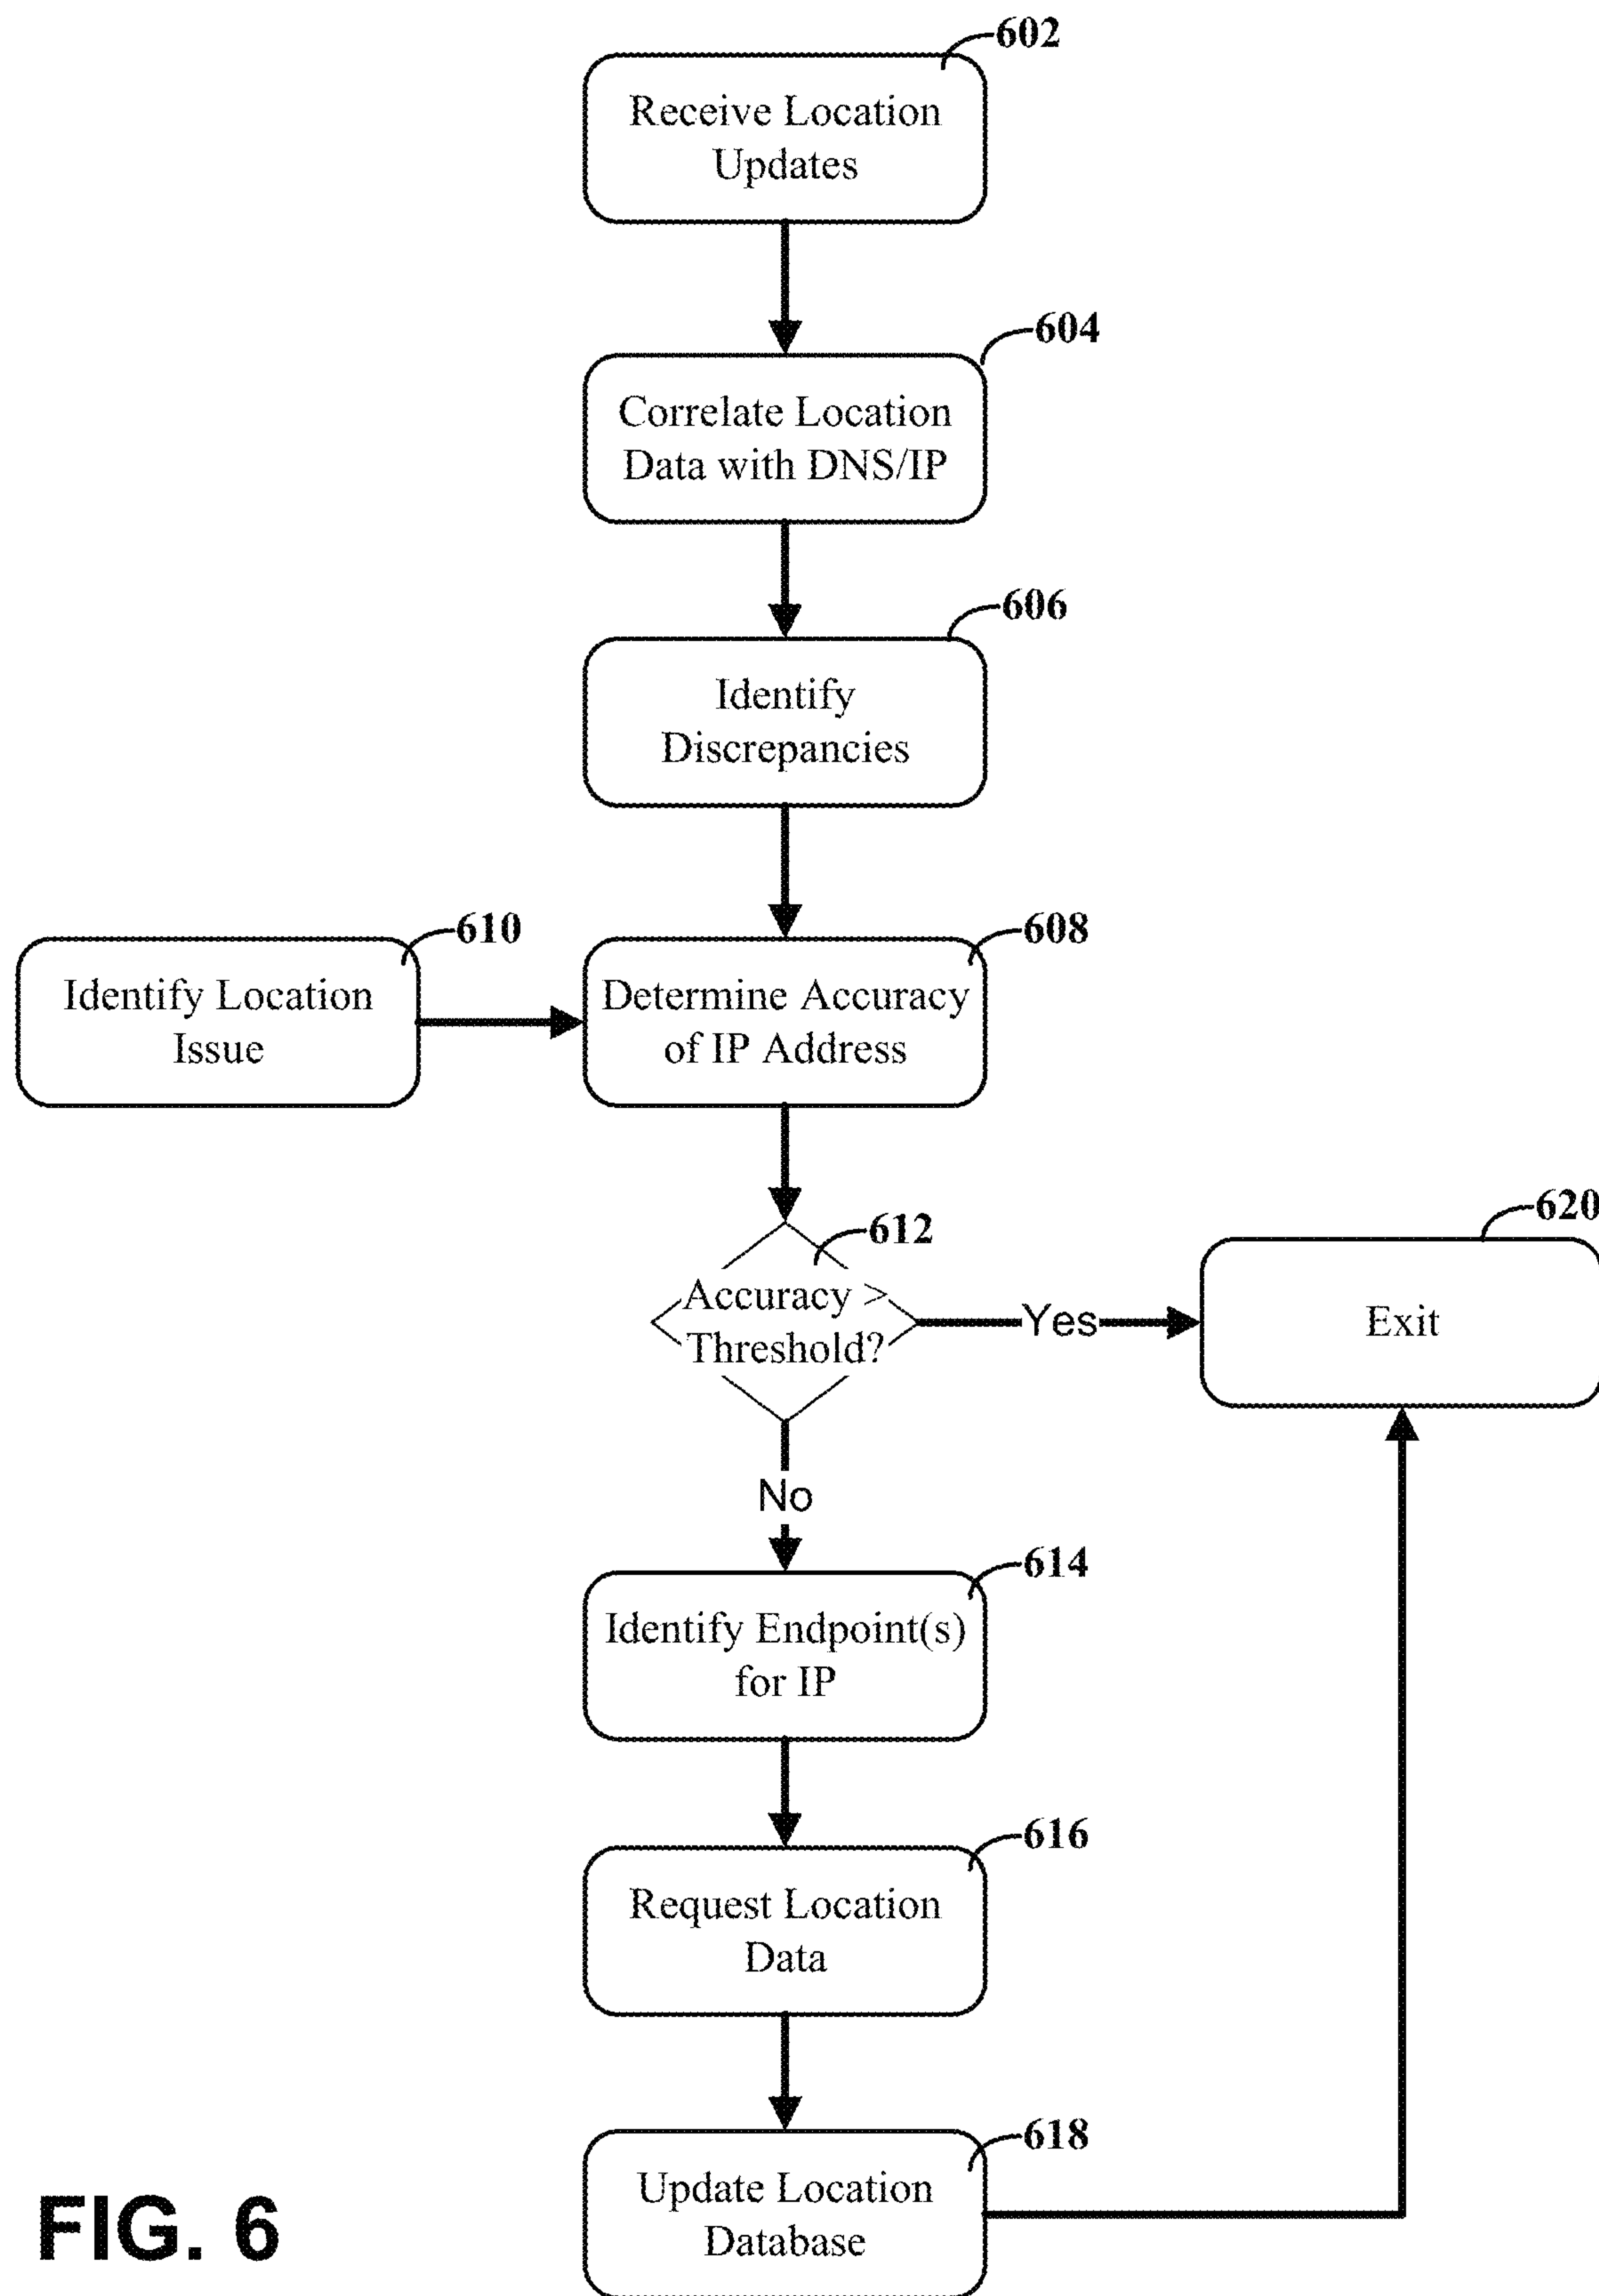 602
Receive Location
Updates
604
Correlate Location
Data with DNS/IP
606
Identify
Discrepancies
610
Identify Location
Issue
608
Determine Accuracy
of IP Address
612
Accuracy >
Threshold?
Yes
620
Exit
No
614
Identify Endpoint(s)
for IP
616
Request Location
Data
618
Update Location
Database
FIG. 6